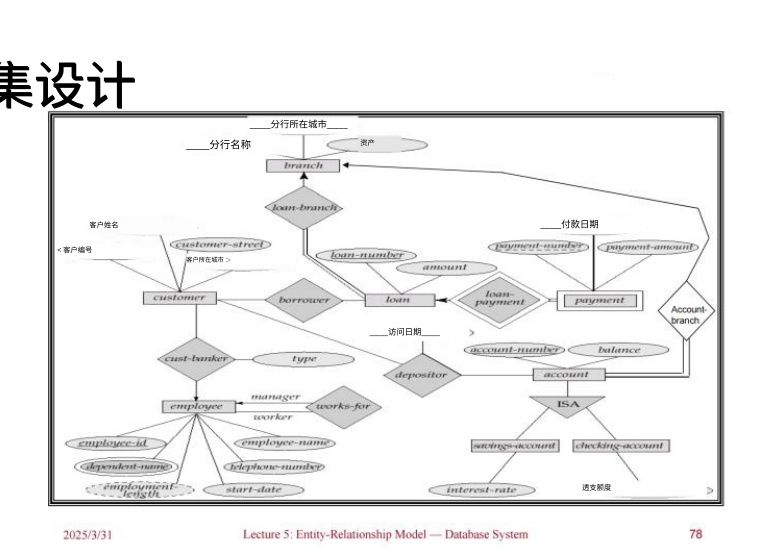 集设计
____分行所在城市____
____分行名称
资产
branch
loan-branch
客户姓名
____付款日期
customer-street
< 客户编号
客户所在城市 >
loan-number
payment-number
payment-amount
amount
customer
borrower
loan
loan-
payment
payment
Account-
branch
____访问日期____ >
account-number
balance
cust-banker
type
depositor
account
manager
employee
works-for
worker
ISA
employee-id
employee-name
savings-account
checking-account
dependent-name
telephone-number
employment-
length
start-date
interest-rate
透支额度 >
2025/3/31
Lecture 5: Entity-Relationship Model — Database System
78